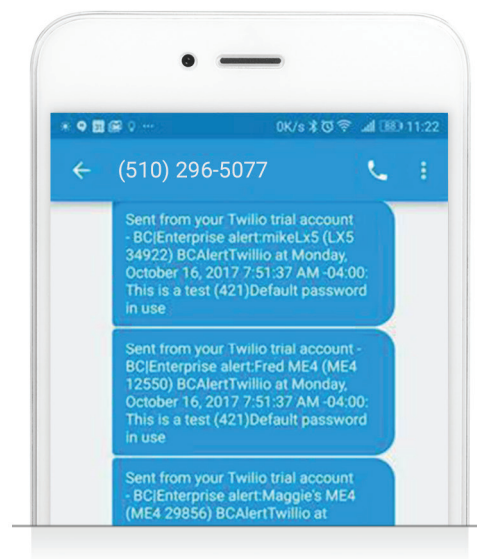 0K/s 11:22
(510) 296-5077
Sent from your Twilio trial account
- BC|Enterprise alert:mikeLx5 (LX5
34922) BCAlertTwillio at Monday,
October 16, 2017 7:51:37 AM -04:00:
This is a test (421)Default password
in use
Sent from your Twilio trial account -
BC|Enterprise alert:Fred ME4 (ME4
12550) BCAlertTwillio at Monday,
October 16, 2017 7:51:37 AM -04:00:
This is a test (421)Default password
in use
Sent from your Twilio trial account
- BC|Enterprise alert:Maggie's ME4
(ME4 29856) BCAlertTwillio at